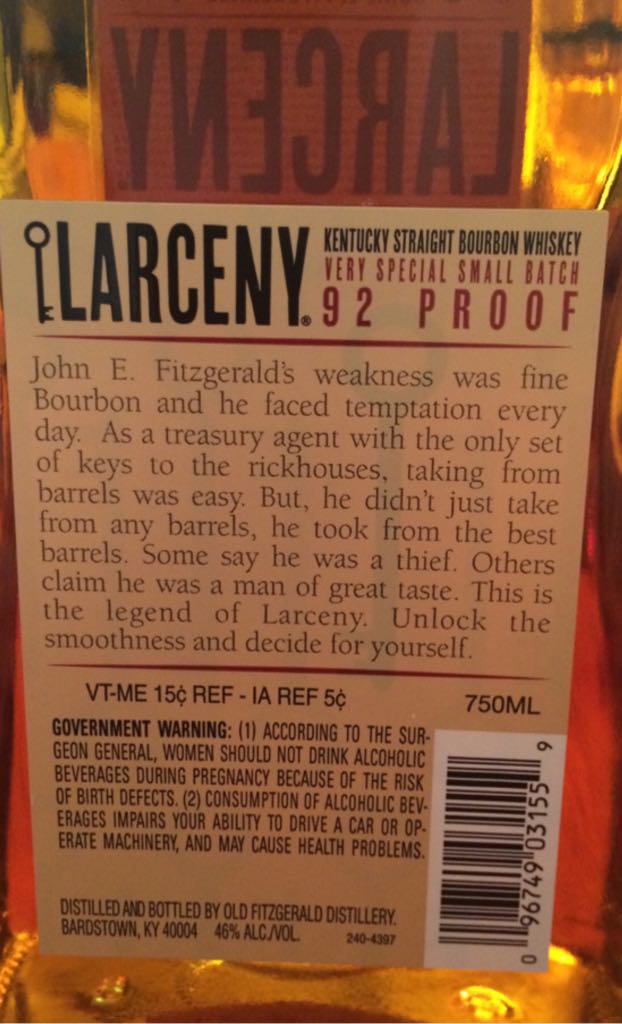 LARCENY
LARCENY®
KENTUCKY STRAIGHT BOURBON WHISKEY
VERY SPECIAL SMALL BATCH
92 PROOF
John E. Fitzgerald's weakness was fine
Bourbon and he faced temptation every
day. As a treasury agent with the only set
of keys to the rickhouses, taking from
barrels was easy. But, he didn't just take
from any barrels, he took from the best
barrels. Some say he was a thief. Others
claim he was a man of great taste. This is
the legend of Larceny. Unlock the
smoothness and decide for yourself.
VT-ME 15¢ REF - IA REF 5¢
750ML
GOVERNMENT WARNING: (1) ACCORDING TO THE SUR-
GEON GENERAL, WOMEN SHOULD NOT DRINK ALCOHOLIC
BEVERAGES DURING PREGNANCY BECAUSE OF THE RISK
OF BIRTH DEFECTS. (2) CONSUMPTION OF ALCOHOLIC BEV-
ERAGES IMPAIRS YOUR ABILITY TO DRIVE A CAR OR OP-
ERATE MACHINERY, AND MAY CAUSE HEALTH PROBLEMS.
DISTILLED AND BOTTLED BY OLD FITZGERALD DISTILLERY.
BARDSTOWN, KY 40004 46% ALC./VOL.
240-4397
0 96749 03155 9